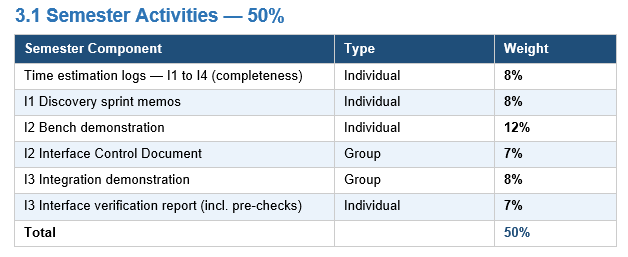 3.1 Semester Activities — 50%
Semester Component Type Weight
Time estimation logs — I1 to I4 (completeness) Individual 8%
I1 Discovery sprint memos Individual 8%
I2 Bench demonstration Individual 12%
I2 Interface Control Document Group 7%
I3 Integration demonstration Group 8%
I3 Interface verification report (incl. pre-checks) Individual 7%
Total 50%